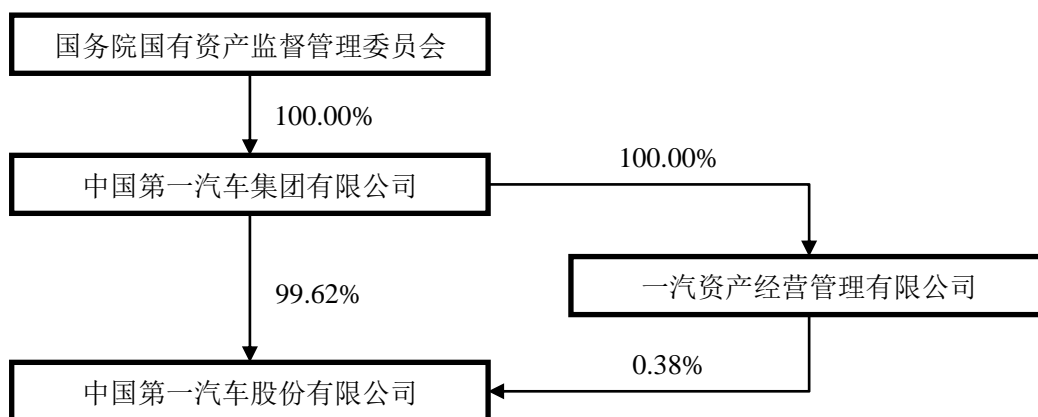 国务院国有资产监督管理委员会
100.00%
中国第一汽车集团有限公司
100.00%
99.62%
一汽资产经营管理有限公司
0.38%
中国第一汽车股份有限公司